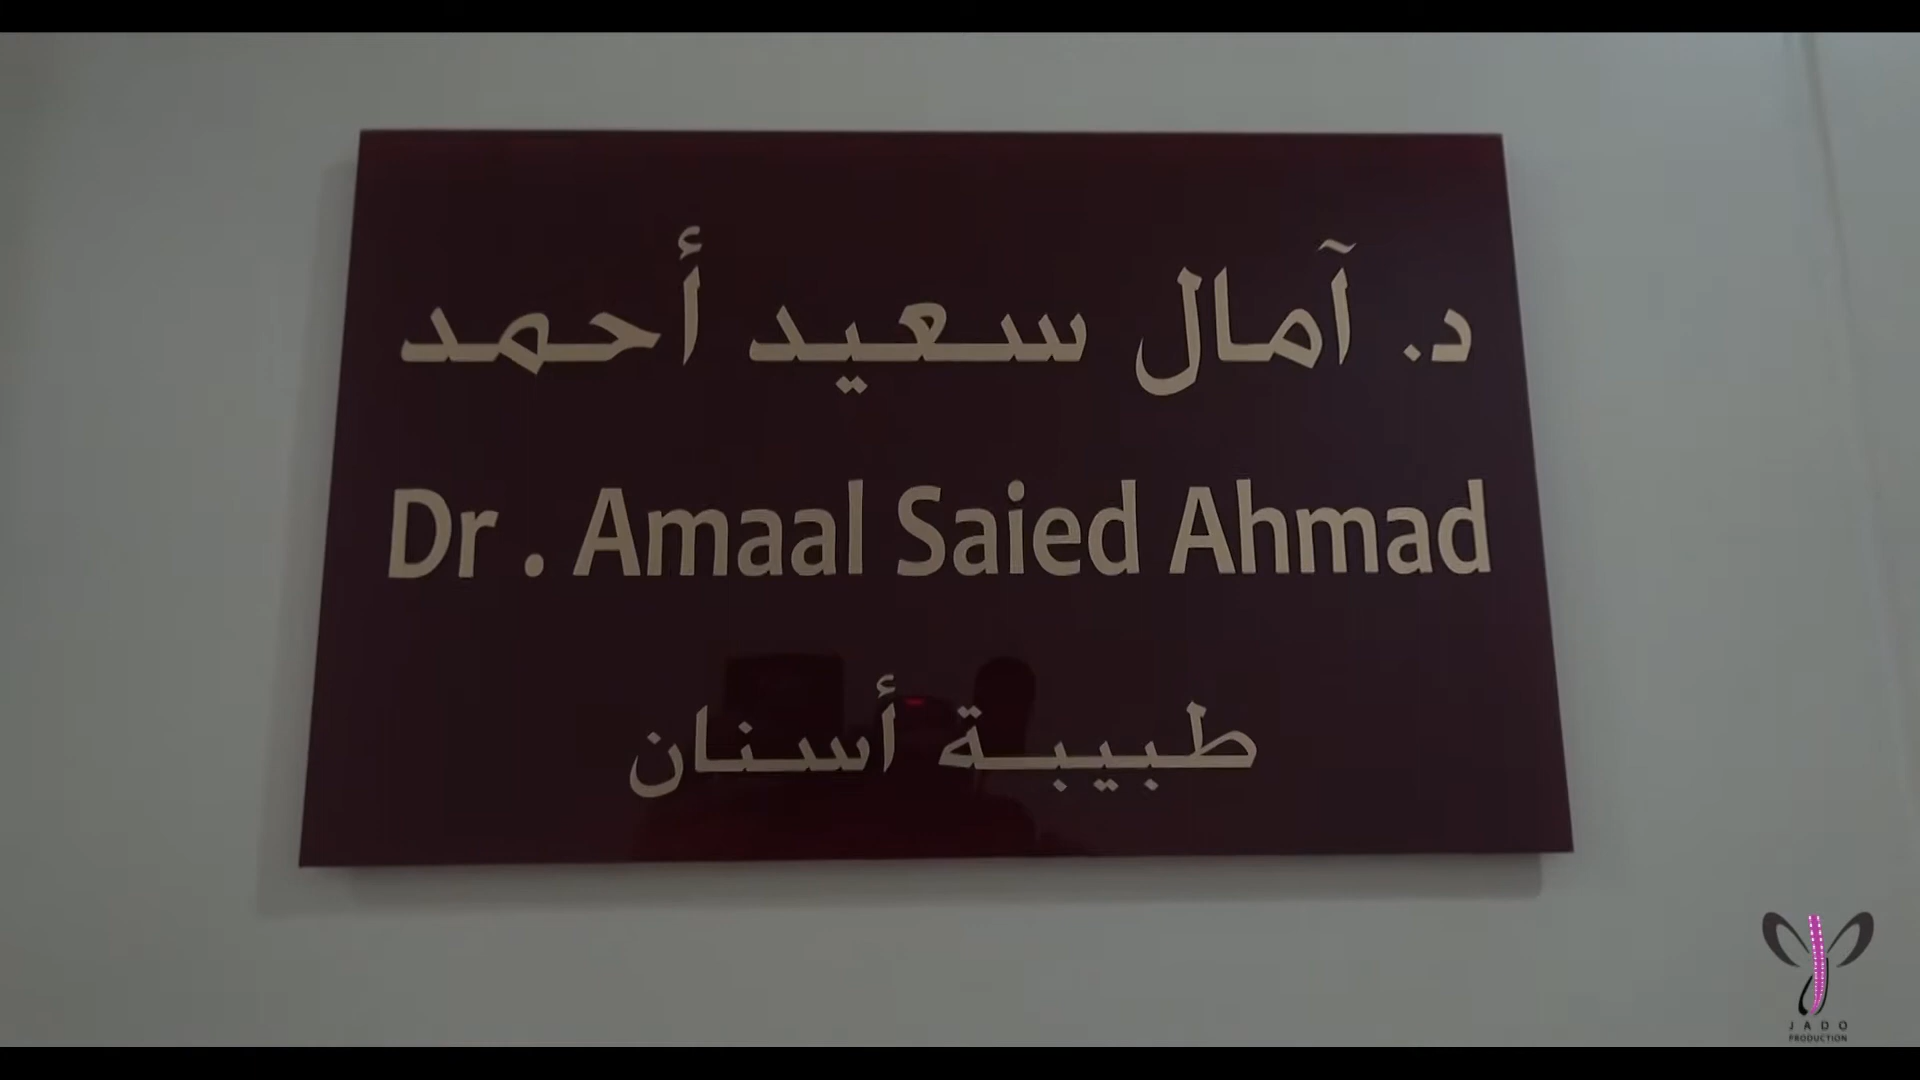 د. آمال سعيد أحمد
Dr . Amaal Saied Ahmad
طبيبة أسنان
JADO
PRODUCTION